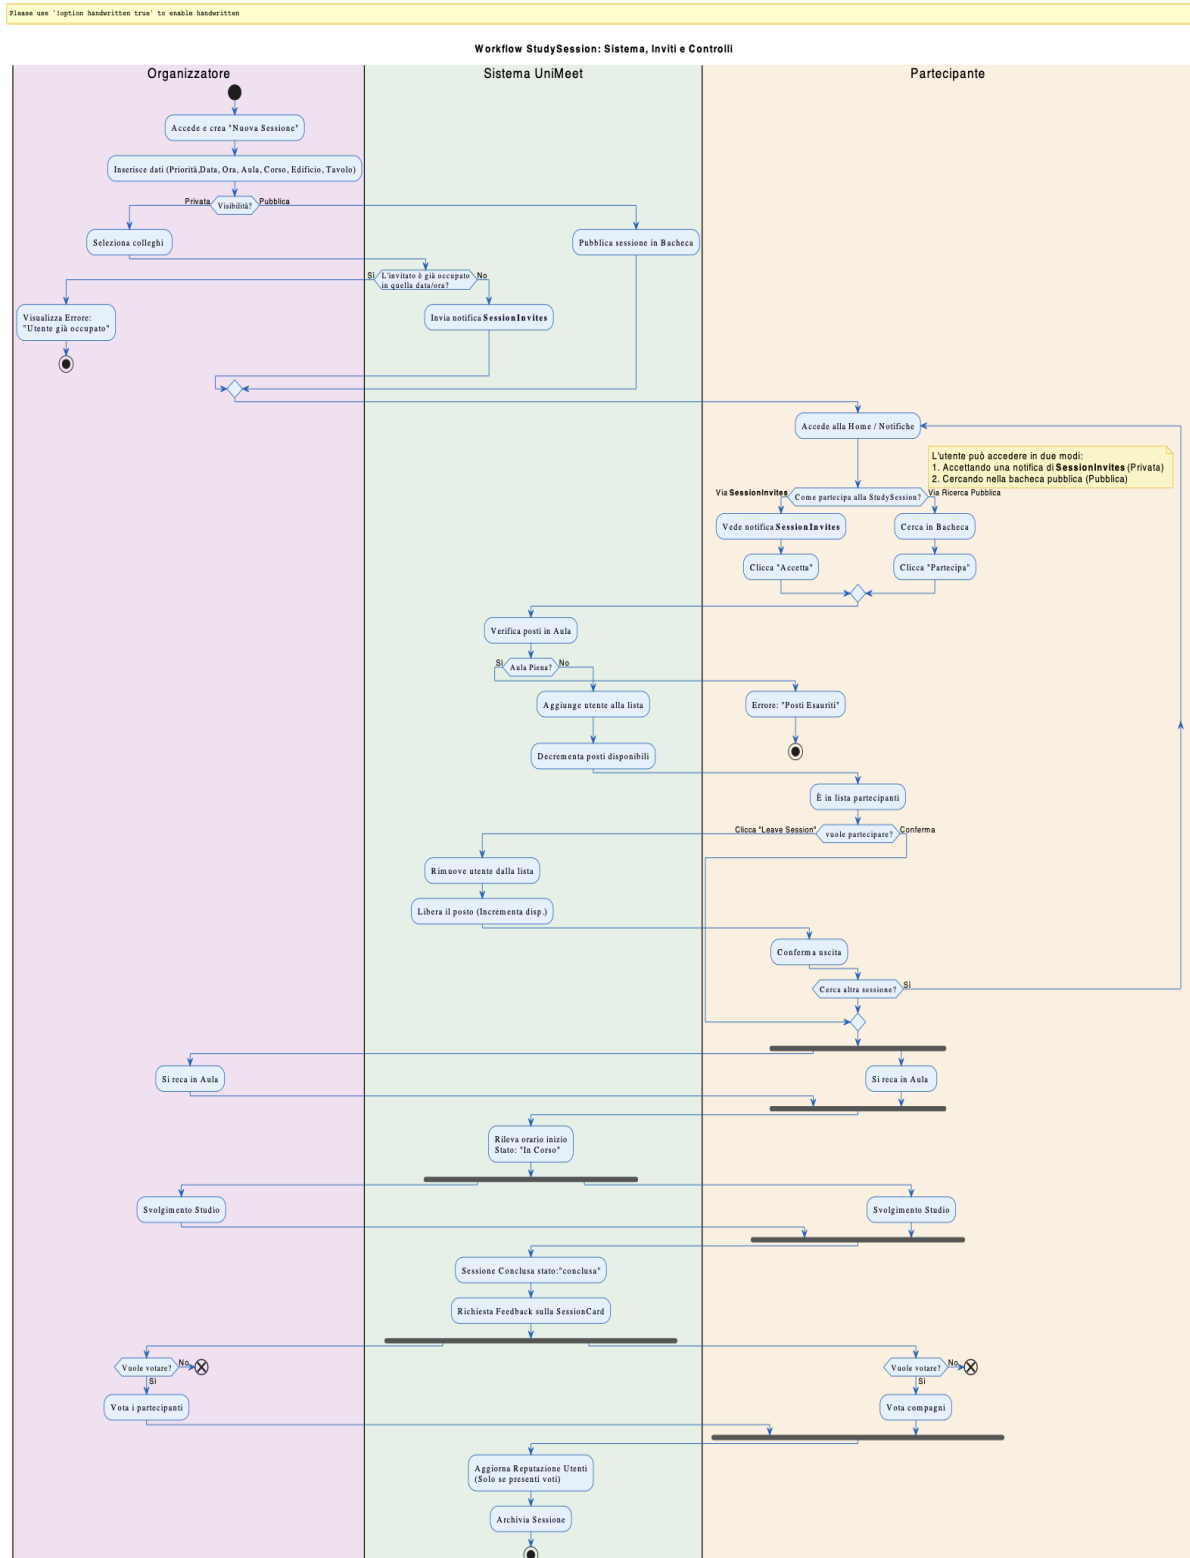 Please use '!option handwritten true' to enable handwritten
Workflow StudySession: Sistema, Inviti e Controlli
Organizzatore
Sistema UniMeet
Partecipante
Accede e crea "Nuova Sessione"
Inserisce dati (Priorità,Data, Ora, Aula, Corso, Edificio, Tavolo)
Privata
Visibilità?
Pubblica
Seleziona colleghi
Pubblica sessione in Bacheca
Sì
L'invitato è già occupato
in quella data/ora?
No
Visualizza Errore:
"Utente già occupato"
Invia notifica SessionInvites
Accede alla Home / Notifiche
L'utente può accedere in due modi:
1. Accettando una notifica di SessionInvites (Privata)
2. Cercando nella bacheca pubblica (Pubblica)
Via SessionInvites
Come partecipa alla StudySession?
Via Ricerca Pubblica
Vede notifica SessionInvites
Cerca in Bacheca
Clicca "Accetta"
Clicca "Partecipa"
Verifica posti in Aula
Sì
Aula Piena?
No
Aggiunge utente alla lista
Errore: "Posti Esauriti"
Decrementa posti disponibili
È in lista partecipanti
Clicca "Leave Session"
vuole partecipare?
Conferma
Rimuove utente dalla lista
Libera il posto (Incrementa disp.)
Conferma uscita
Cerca altra sessione?
Sì
Si reca in Aula
Si reca in Aula
Rileva orario inizio
Stato: "In Corso"
Svolgimento Studio
Svolgimento Studio
Sessione Conclusa stato:"conclusa"
Richiesta Feedback sulla SessionCard
Vuole votare?
No
Sì
Vuole votare?
No
Sì
Vota i partecipanti
Vota compagni
Aggiorna Reputazione Utenti
(Solo se presenti voti)
Archivia Sessione